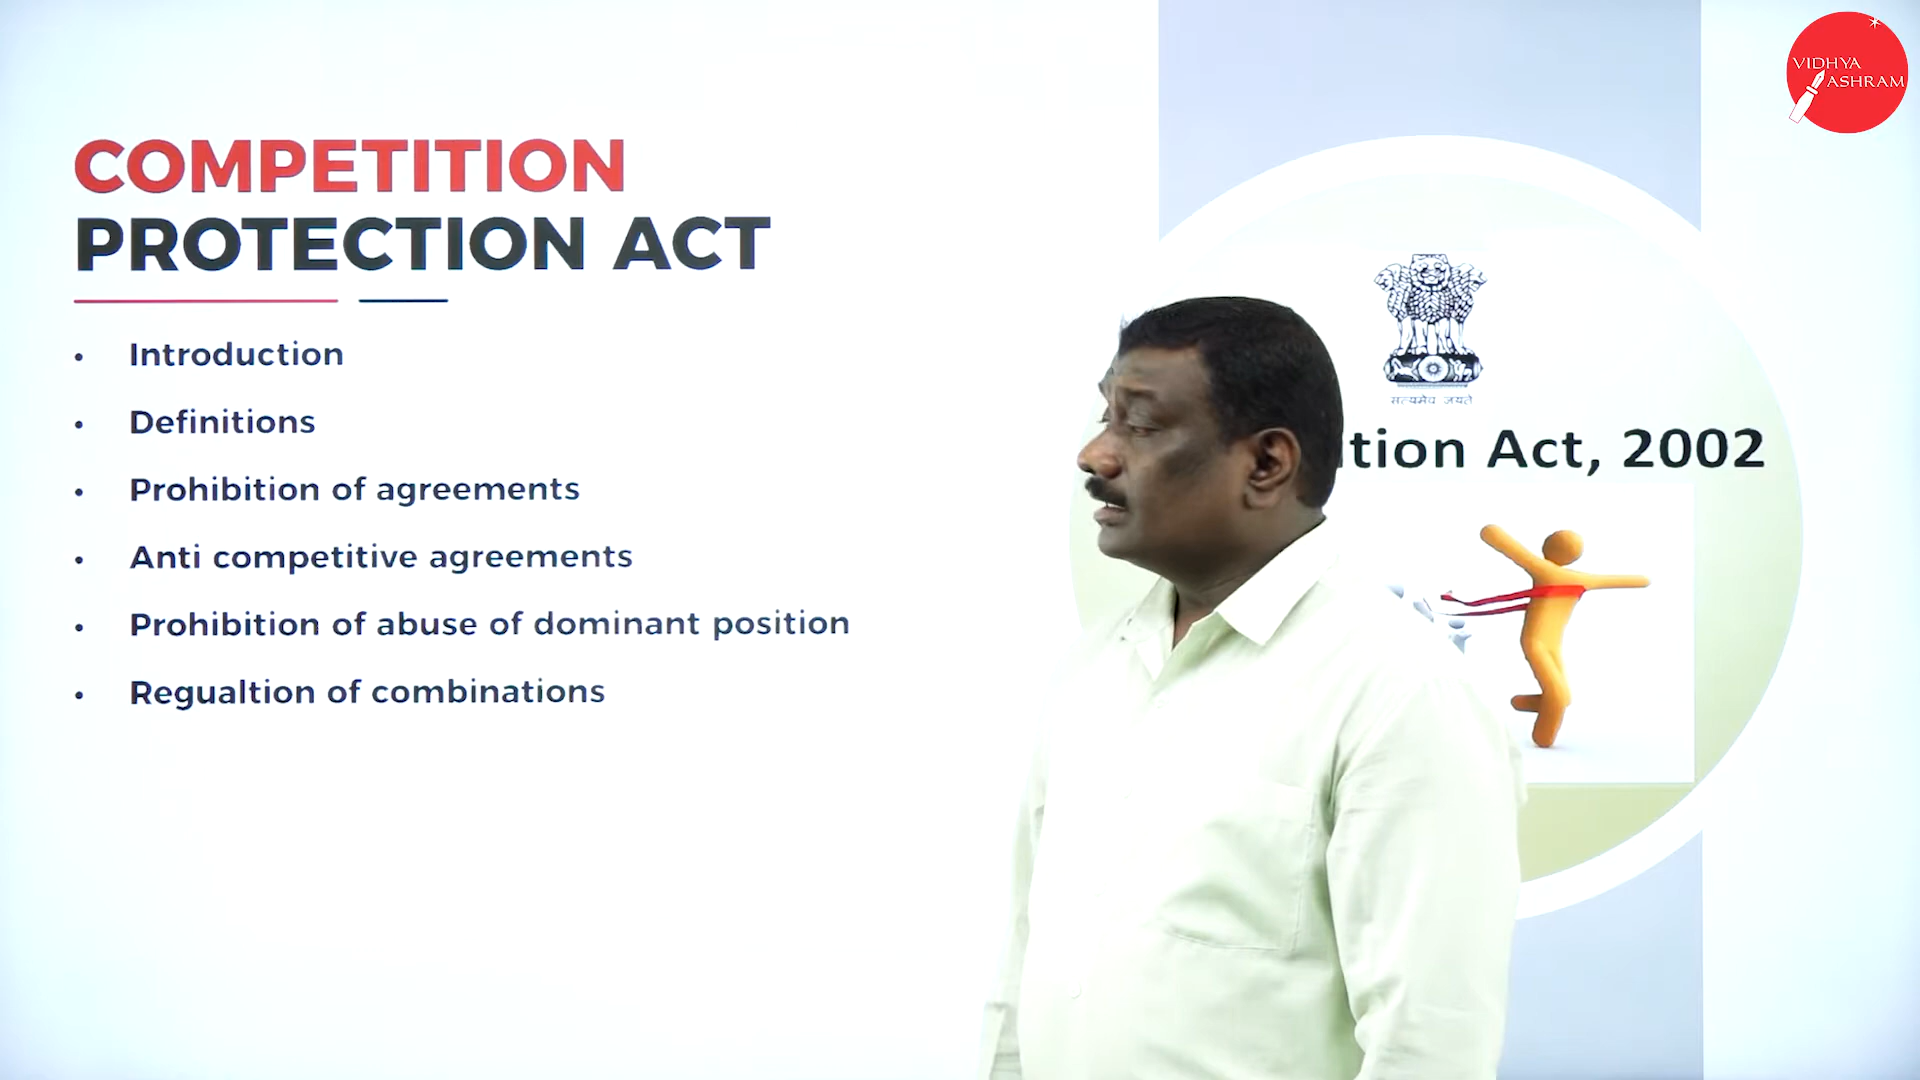 VIDHYA
ASHRAM
COMPETITION
PROTECTION ACT
• Introduction
• Definitions
• Prohibition of agreements
• Anti competitive agreements
• Prohibition of abuse of dominant position
• Regualtion of combinations
सत्यमेव जयते
tion Act, 2002